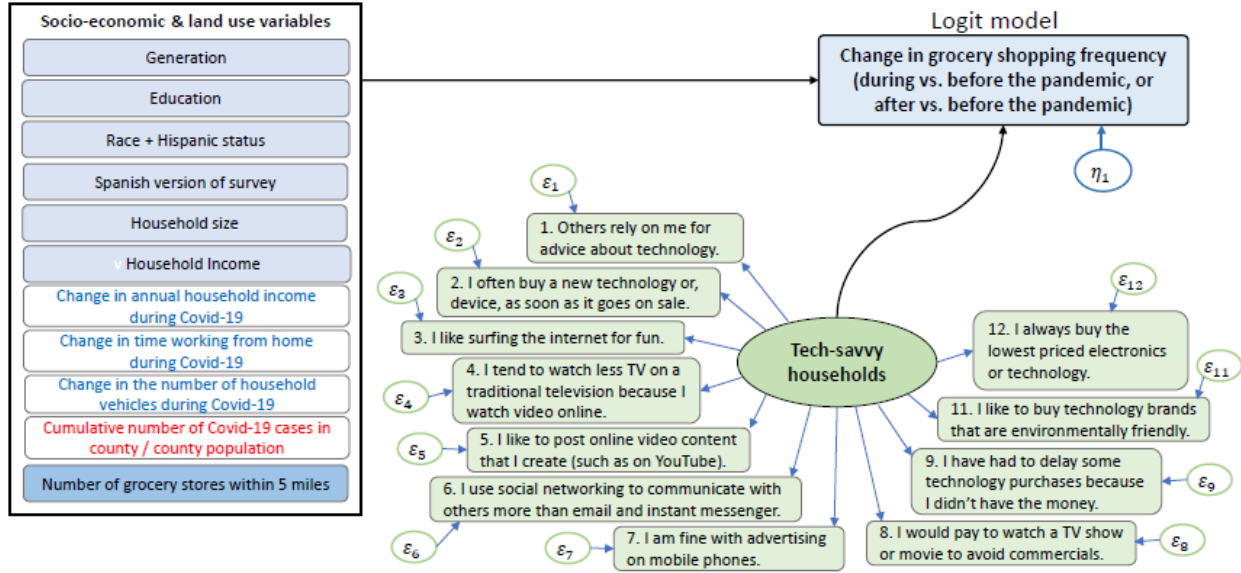 Socio-economic & land use variables
Generation
Education
Race + Hispanic status
Spanish version of survey
Household size
v Household Income
Change in annual household income
during Covid-19
Change in time working from home
during Covid-19
Change in the number of household
vehicles during Covid-19
Cumulative number of Covid-19 cases in
county / county population
Number of grocery stores within 5 miles
Logit model
Change in grocery shopping frequency
(during vs. before the pandemic, or
after vs. before the pandemic)
η₁
ε₁
1. Others rely on me for
advice about technology.
ε₂
2. I often buy a new technology or,
device, as soon as it goes on sale.
ε₃
3. I like surfing the internet for fun.
ε₄
4. I tend to watch less TV on a
traditional television because I
watch video online.
ε₅
5. I like to post online video content
that I create (such as on YouTube).
ε₆
6. I use social networking to communicate with
others more than email and instant messenger.
ε₇
7. I am fine with advertising
on mobile phones.
Tech-savvy
households
ε₁₂
12. I always buy the
lowest priced electronics
or technology.
ε₁₁
11. I like to buy technology brands
that are environmentally friendly.
9. I have had to delay some
technology purchases because
I didn't have the money.
ε₉
8. I would pay to watch a TV show
or movie to avoid commercials.
ε₈